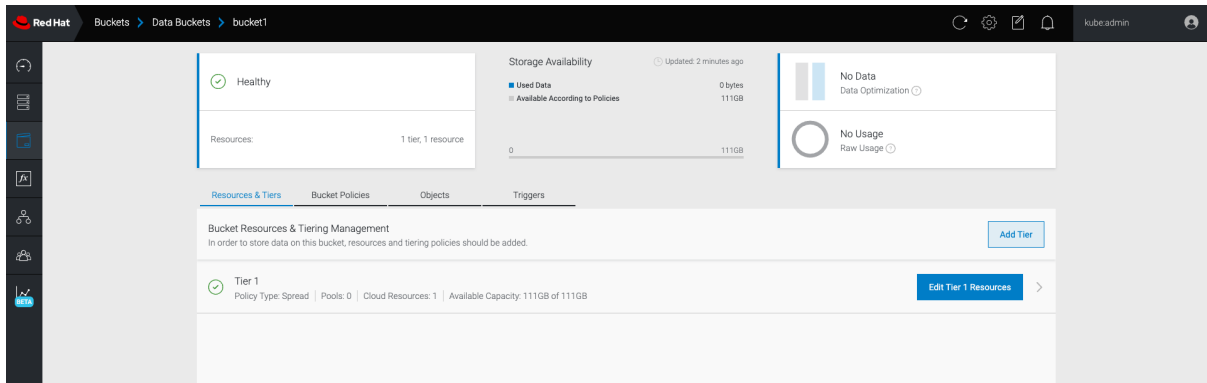 Red Hat
Buckets > Data Buckets > bucket1
kube:admin
Healthy
Resources: 1 tier, 1 resource
Storage Availability
Updated: 2 minutes ago
Used Data 0 bytes
Available According to Policies 111GB
0 111GB
No Data
Data Optimization ?
No Usage
Raw Usage ?
Resources & Tiers Bucket Policies Objects Triggers
Bucket Resources & Tiering Management
In order to store data on this bucket, resources and tiering policies should be added.
Add Tier
Tier 1
Policy Type: Spread | Pools: 0 | Cloud Resources: 1 | Available Capacity: 111GB of 111GB
Edit Tier 1 Resources
fx
BETA